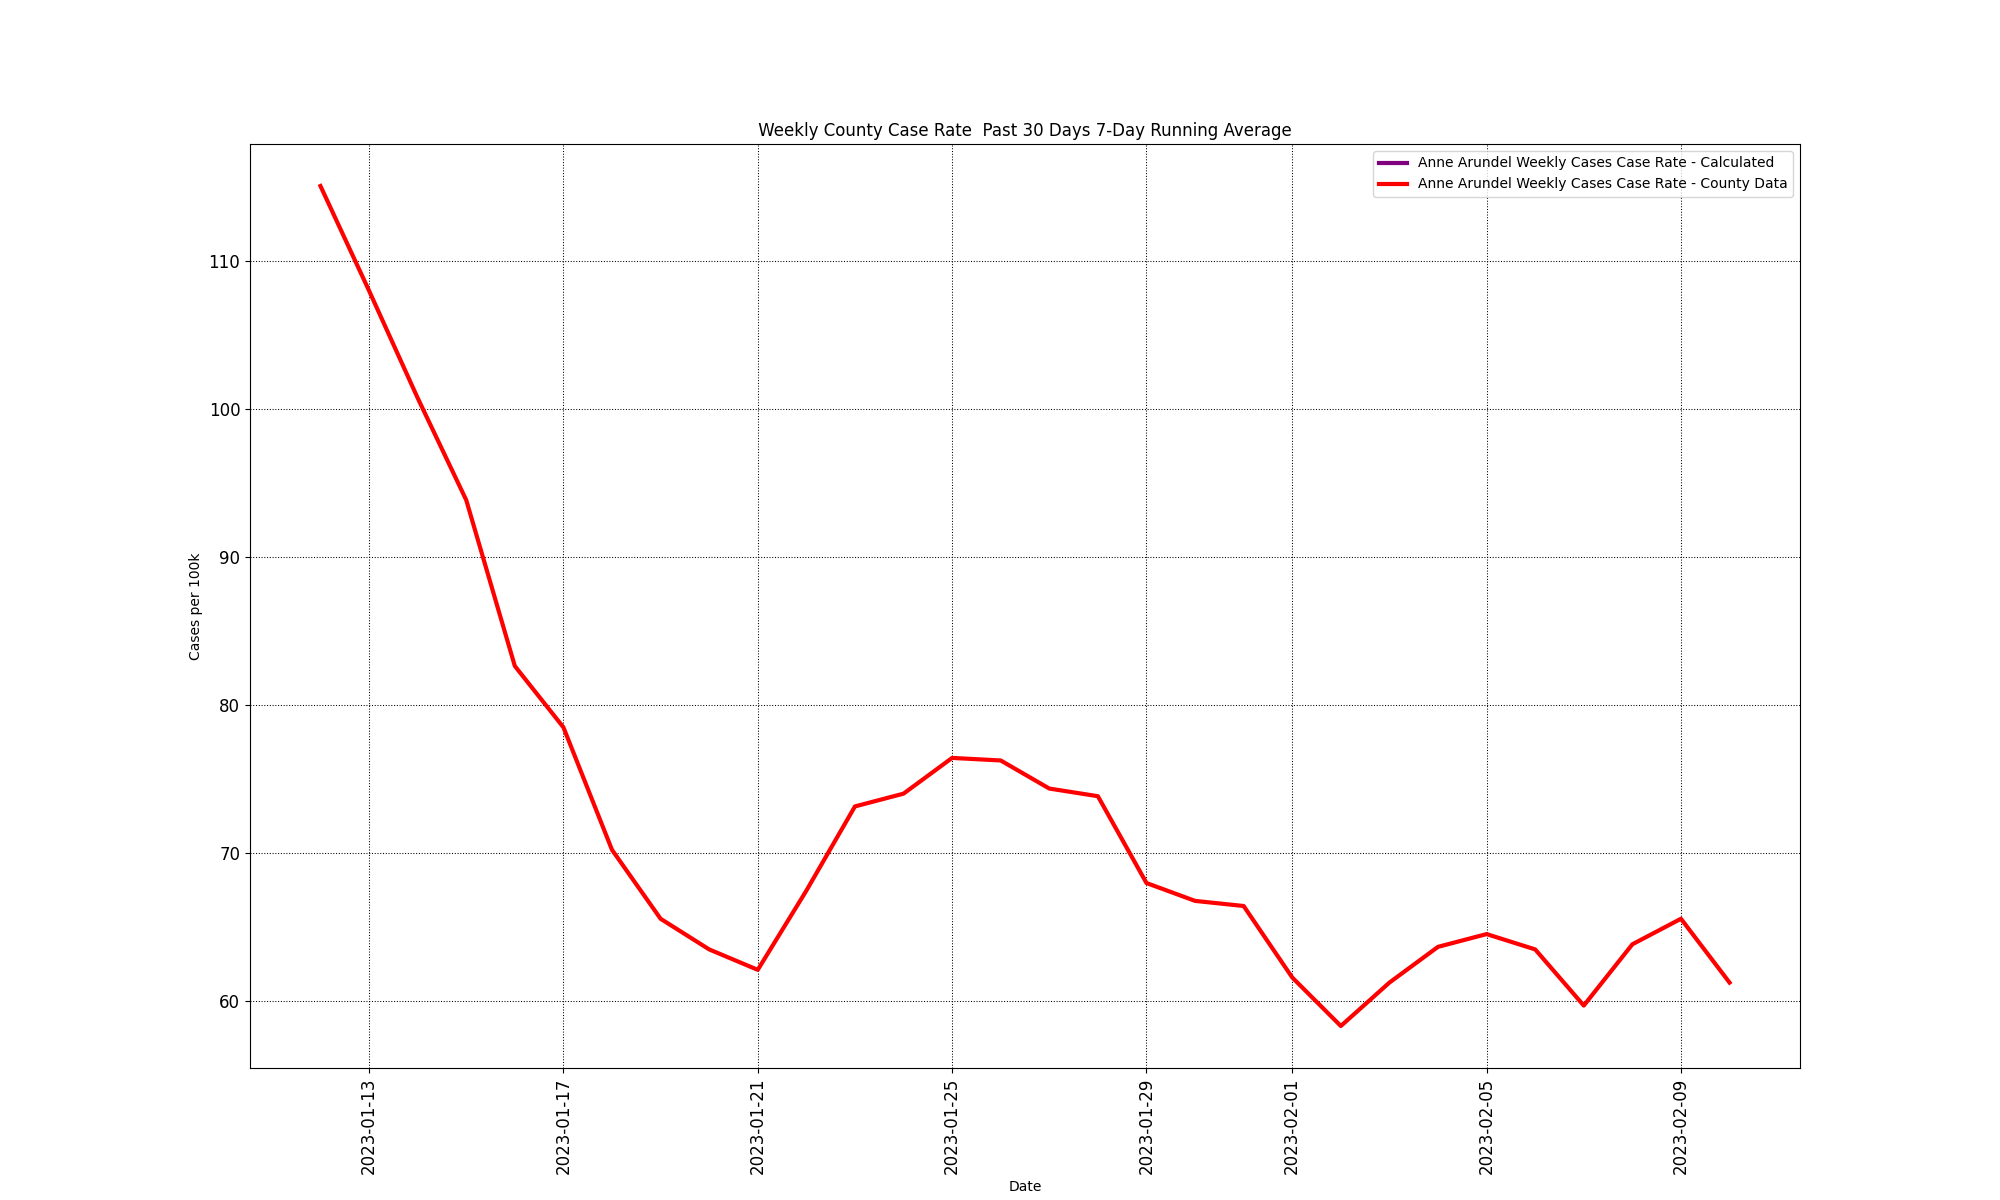 Weekly County Case Rate  Past 30 Days 7-Day Running Average
Anne Arundel Weekly Cases Case Rate - Calculated
Anne Arundel Weekly Cases Case Rate - County Data
110
100
90
80
70
60
Cases per 100k
2023-01-13
2023-01-17
2023-01-21
2023-01-25
2023-01-29
2023-02-01
2023-02-05
2023-02-09
Date